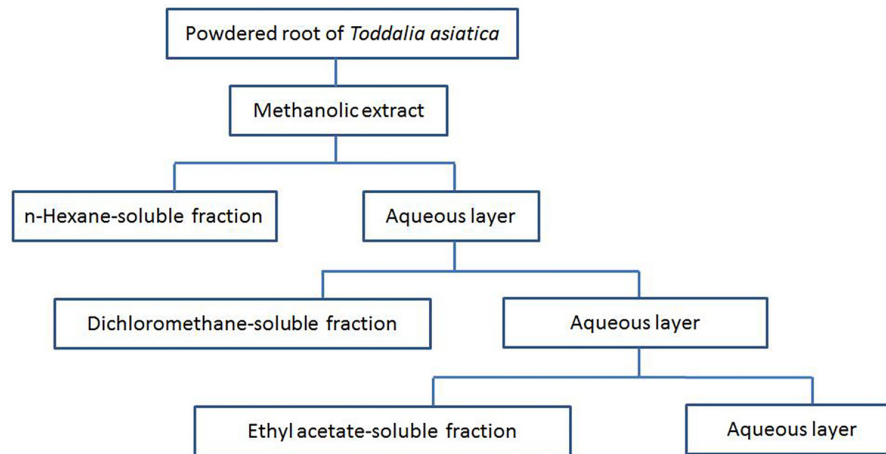 Powdered root of Toddalia asiatica
Methanolic extract
n-Hexane-soluble fraction
Aqueous layer
Dichloromethane-soluble fraction
Aqueous layer
Ethyl acetate-soluble fraction
Aqueous layer